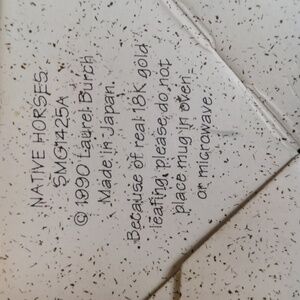 NATIVE HORSES
SMG1425A
© 1990 Laurel Burch
Made in Japan
Because of real 18K gold
leafing, please do not
place mug in oven
or microwave